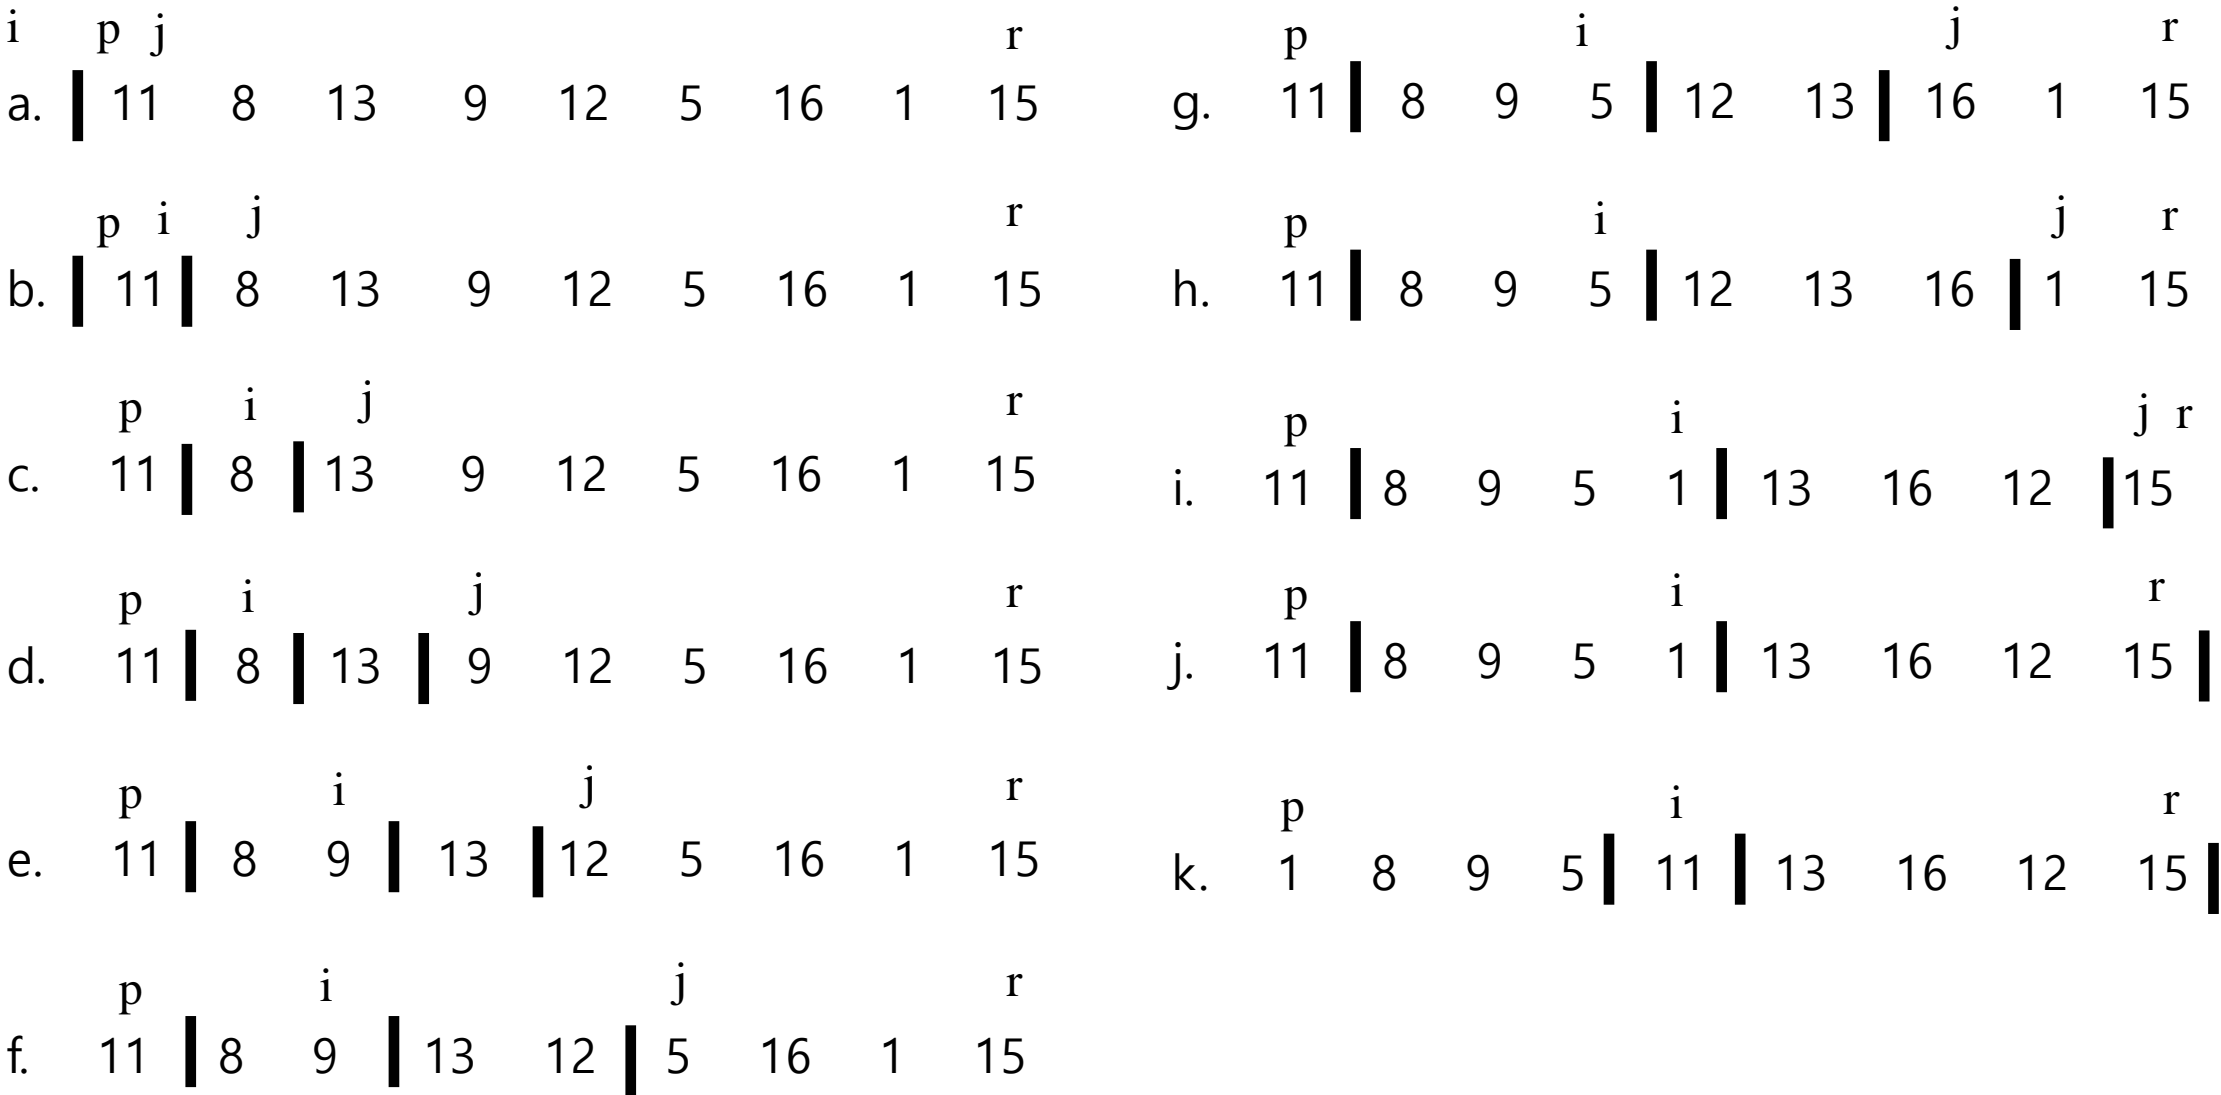 i p j r
a. 11 8 13 9 12 5 16 1 15
p i j r
b. 11 8 13 9 12 5 16 1 15
p i j r
c. 11 8 13 9 12 5 16 1 15
p i j r
d. 11 8 13 9 12 5 16 1 15
p i j r
e. 11 8 9 13 12 5 16 1 15
p i j r
f. 11 8 9 13 12 5 16 1 15
p i j r
g. 11 8 9 5 12 13 16 1 15
p i j r
h. 11 8 9 5 12 13 16 1 15
p i j r
i. 11 8 9 5 1 13 16 12 15
p i r
j. 11 8 9 5 1 13 16 12 15
p i r
k. 1 8 9 5 11 13 16 12 15